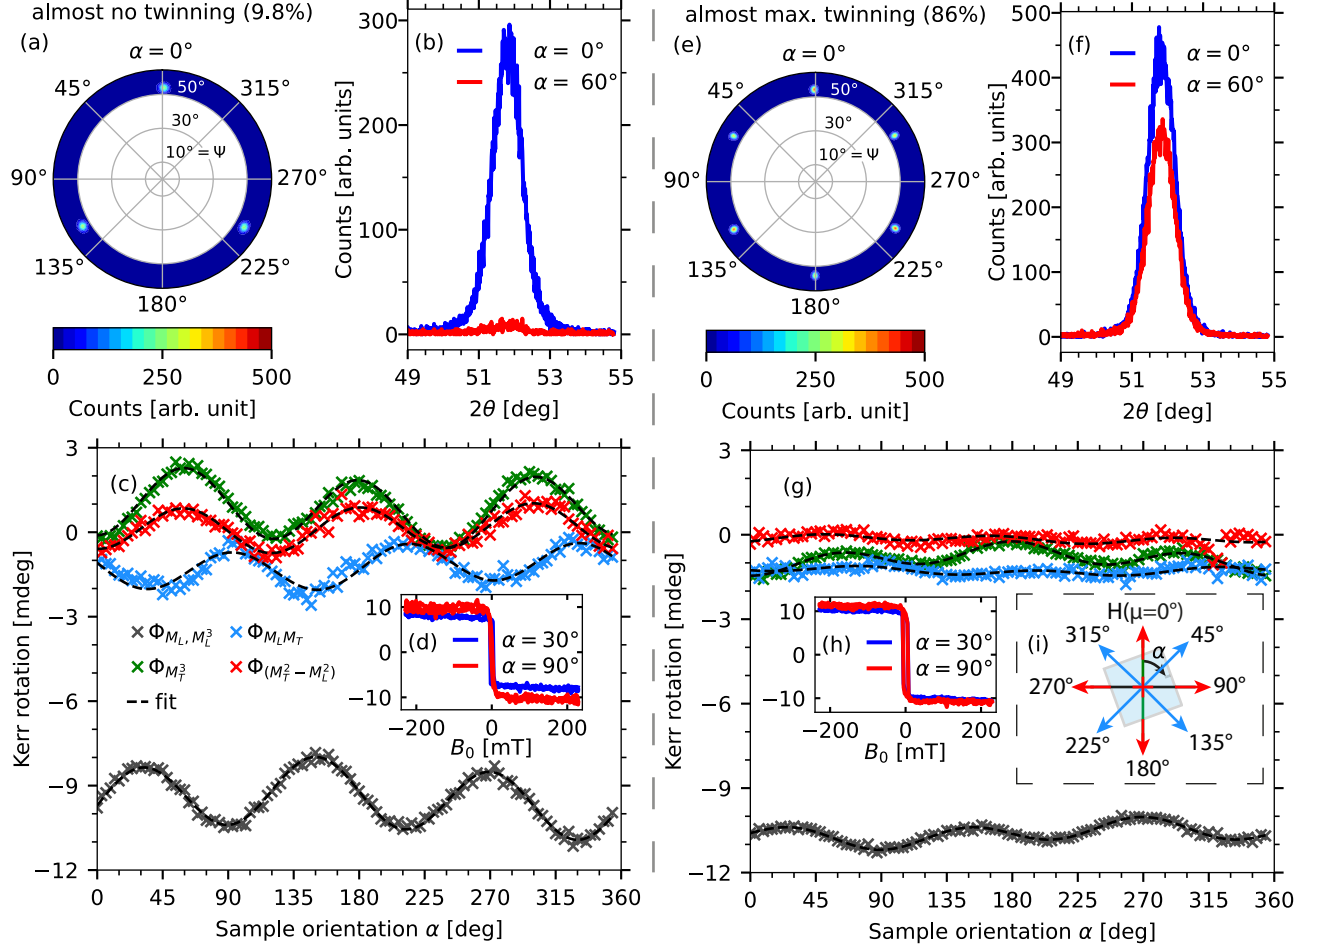 almost no twinning (9.8%)
(a)
α = 0°
45°
315°
50°
30°
10° = Ψ
90°
270°
135°
225°
180°
0
250
500
Counts [arb. unit]
(b)
α = 0°
α = 60°
300
200
100
0
Counts [arb. units]
49
51
53
55
2θ [deg]
almost max. twinning (86%)
(e)
α = 0°
45°
315°
50°
30°
10° = Ψ
90°
270°
135°
225°
180°
0
250
500
Counts [arb. unit]
(f)
α = 0°
α = 60°
500
400
300
200
100
0
Counts [arb. units]
49
51
53
55
2θ [deg]
(c)
3
0
−3
−6
−9
−12
Kerr rotation [mdeg]
Φ_{M_L, M_L^3}
Φ_{M_L M_T}
Φ_{M_T^3}
Φ_{(M_T^2 − M_L^2)}
fit
(d)
α = 30°
α = 90°
10
0
−10
−200
0
200
B_0 [mT]
0
45
90
135
180
225
270
315
360
Sample orientation α [deg]
(g)
3
0
−3
−6
−9
−12
Kerr rotation [mdeg]
(h)
α = 30°
α = 90°
10
0
−10
−200
0
200
B_0 [mT]
(i)
H(μ=0°)
315°
45°
α
270°
90°
225°
135°
180°
0
45
90
135
180
225
270
315
360
Sample orientation α [deg]